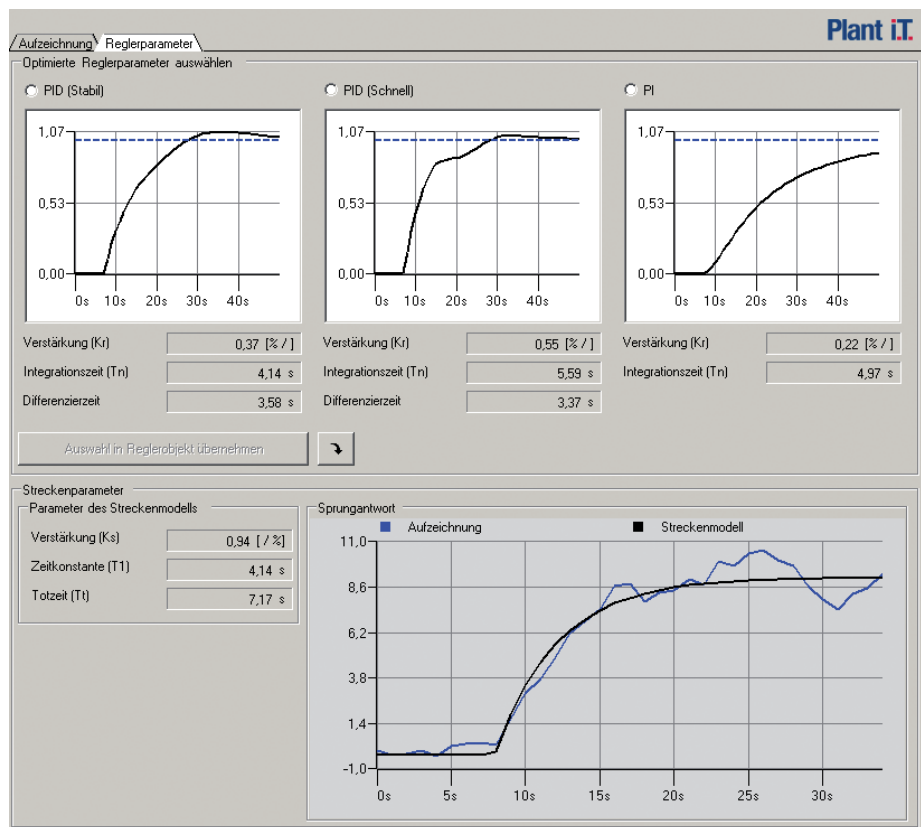 Plant i.T.
Aufzeichnung Reglerparameter
Optimierte Reglerparameter auswählen
PID (Stabil) PID (Schnell) PI
1,07 1,07 1,07
0,53 0,53 0,53
0,00 0,00 0,00
0s 10s 20s 30s 40s 0s 10s 20s 30s 40s 0s 10s 20s 30s 40s
Verstärkung (Kr) 0,37 [% / ] Verstärkung (Kr) 0,55 [% / ] Verstärkung (Kr) 0,22 [% / ]
Integrationszeit (Tn) 4,14 s Integrationszeit (Tn) 5,59 s Integrationszeit (Tn) 4,97 s
Differenzierzeit 3,58 s Differenzierzeit 3,37 s
Auswahl in Reglerobjekt übernehmen
Streckenparameter
Parameter des Streckenmodells
Verstärkung (Ks) 0,94 [ / %]
Zeitkonstante (T1) 4,14 s
Totzeit (Tt) 7,17 s
Sprungantwort
Aufzeichnung Streckenmodell
11,0
8,6
6,2
3,8
1,4
-1,0
0s 5s 10s 15s 20s 25s 30s